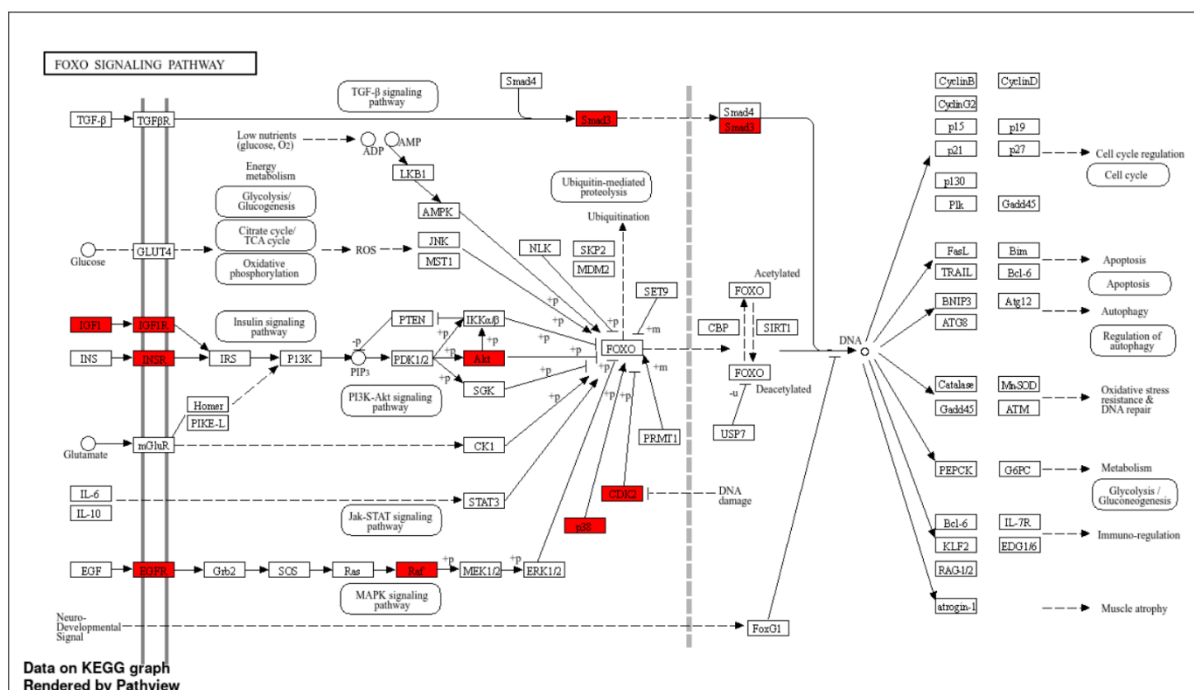 FOXO SIGNALING PATHWAY
TGF-β signaling
pathway
Smad4
TGF-β
TGFβR
Smad3
Smad4
Smad3
Low nutrients
(glucose, O2)
ADP
AMP
Energy
metabolism
LKB1
AMPK
Glycolysis/
Glucogenesis
Citrate cycle/
TCA cycle
Oxidative
phosphorylation
Glucose
GLUT4
ROS
JNK
MST1
Ubiquitin-mediated
proteolysis
Ubiquitination
NLK
SKP2
MDM2
SET9
+p
+p
+p
+p
+m
Acetylated
FOXO
CBP
SIRT1
FOXO
Deacetylated
-u
USP7
IGF1
IGF1R
Insulin signaling
pathway
PTEN
IKKα/β
-p
+p
+p
INS
INSR
IRS
P13K
PIP3
PDK1/2
+p
Akt
+p
FOXO
+p
SGK
+p
PI3K-Akt signaling
pathway
Homer
PIKE-L
Glutamate
mGluR
CK1
+p
+p
+p
+p
+m
PRMT1
IL-6
IL-10
STAT3
Jak-STAT signaling
pathway
CDK2
DNA
damage
p38
EGF
EGFR
Grb2
SOS
Ras
Raf
+p
MEK1/2
+p
ERK1/2
MAPK signaling
pathway
Neuro-
Developmental
Signal
FoxG1
DNA
CyclinB
CyclinD
CyclinG2
p15
p19
p21
p27
Cell cycle regulation
Cell cycle
p130
Plk
Gadd45
FasL
Bim
Apoptosis
TRAIL
Bcl-6
Apoptosis
BNIP3
Atg12
Autophagy
ATG8
Regulation of
autophagy
Catalase
Mn-SOD
Oxidative stress
resistance &
DNA repair
Gadd45
ATM
PEPCK
G6PC
Metabolism
Glycolysis /
Gluconeogenesis
Bcl-6
IL-7R
Immuno-regulation
KLF2
EDG1/6
RAG-1/2
atrogin-1
Muscle atrophy
Data on KEGG graph
Rendered by Pathview